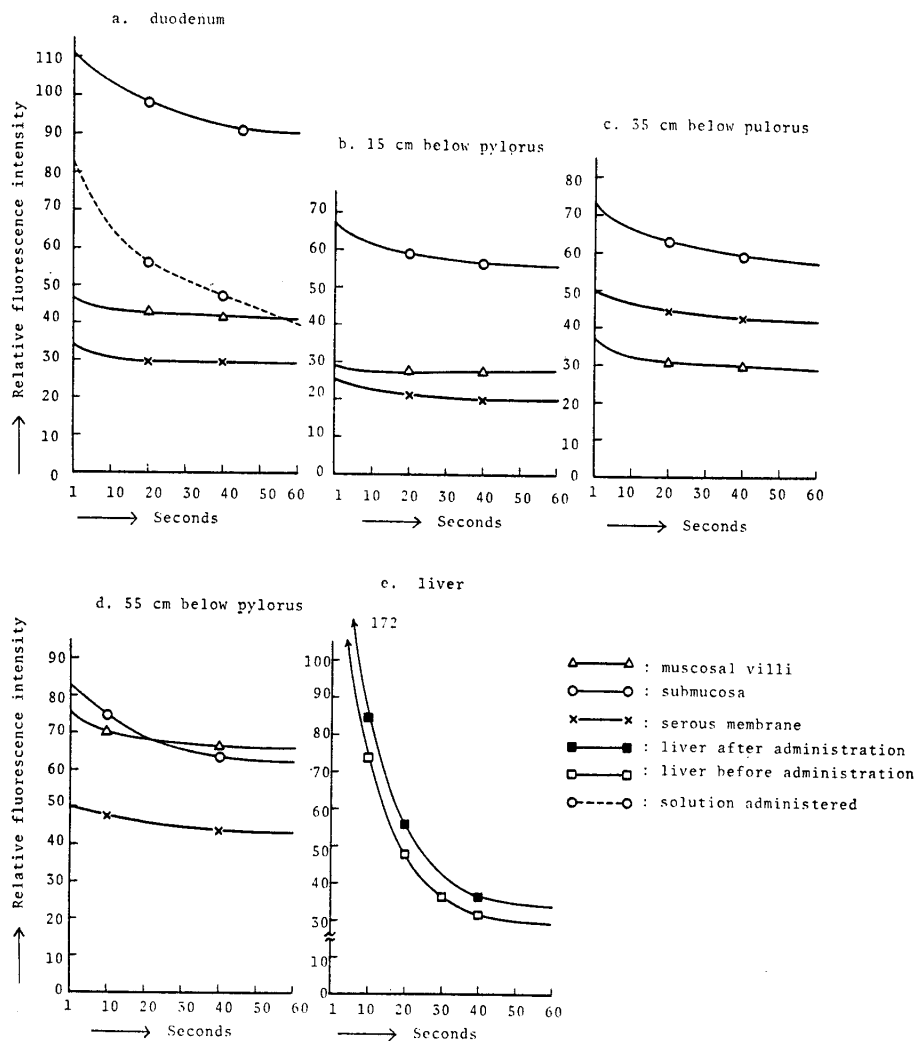 a. duodenum
Relative fluorescence intensity
110
100
90
80
70
60
50
40
30
20
10
0
1 10 20 30 40 50 60
Seconds
b. 15 cm below pylorus
70
60
50
40
30
20
10
0
1 10 20 30 40 50 60
Seconds
c. 35 cm below pulorus
80
70
60
50
40
30
20
10
0
1 10 20 30 40 50 60
Seconds
d. 55 cm below pylorus
Relative fluorescence intensity
90
80
70
60
50
40
30
20
10
0
1 10 20 30 40 50 60
Seconds
e. liver
172
100
90
80
70
60
50
40
30
10
0
1 10 20 30 40 50 60
Seconds
: muscosal villi
: submucosa
: serous membrane
: liver after administration
: liver before administration
: solution administered